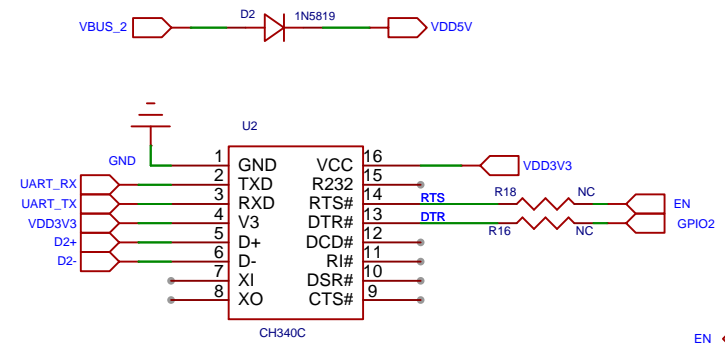 VBUS_2 D2 1N5819 VDD5V
U2
GND 1 GND VCC 16 VDD3V3
UART_RX 2 TXD R232 15
UART_TX 3 RXD RTS# 14 RTS R18 NC EN
VDD3V3 4 V3 DTR# 13 DTR R16 NC GPIO2
D2+ 5 D+ DCD# 12
D2- 6 D- RI# 11
7 XI DSR# 10
8 XO CTS# 9
CH340C
EN